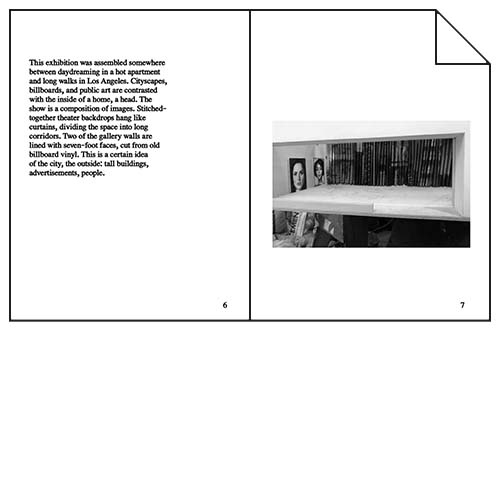 This exhibition was assembled somewhere
between daydreaming in a hot apartment
and long walks in Los Angeles. Cityscapes,
billboards, and public art are contrasted
with the inside of a home, a head. The
show is a composition of images. Stitched-
together theater backdrops hang like
curtains, dividing the space into long
corridors. Two of the gallery walls are
lined with seven-foot faces, cut from old
billboard vinyl. This is a certain idea
of the city, the outside: tall buildings,
advertisements, people.
6
7